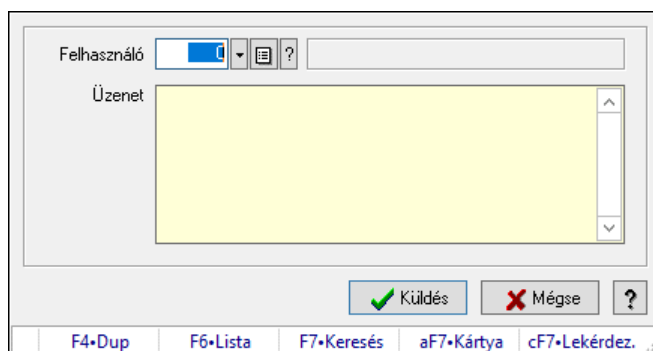 Felhasználó 0 ?
Üzenet
Küldés Mégse ?
F4•Dup F6•Lista F7•Keresés aF7•Kártya cF7•Lekérdez.